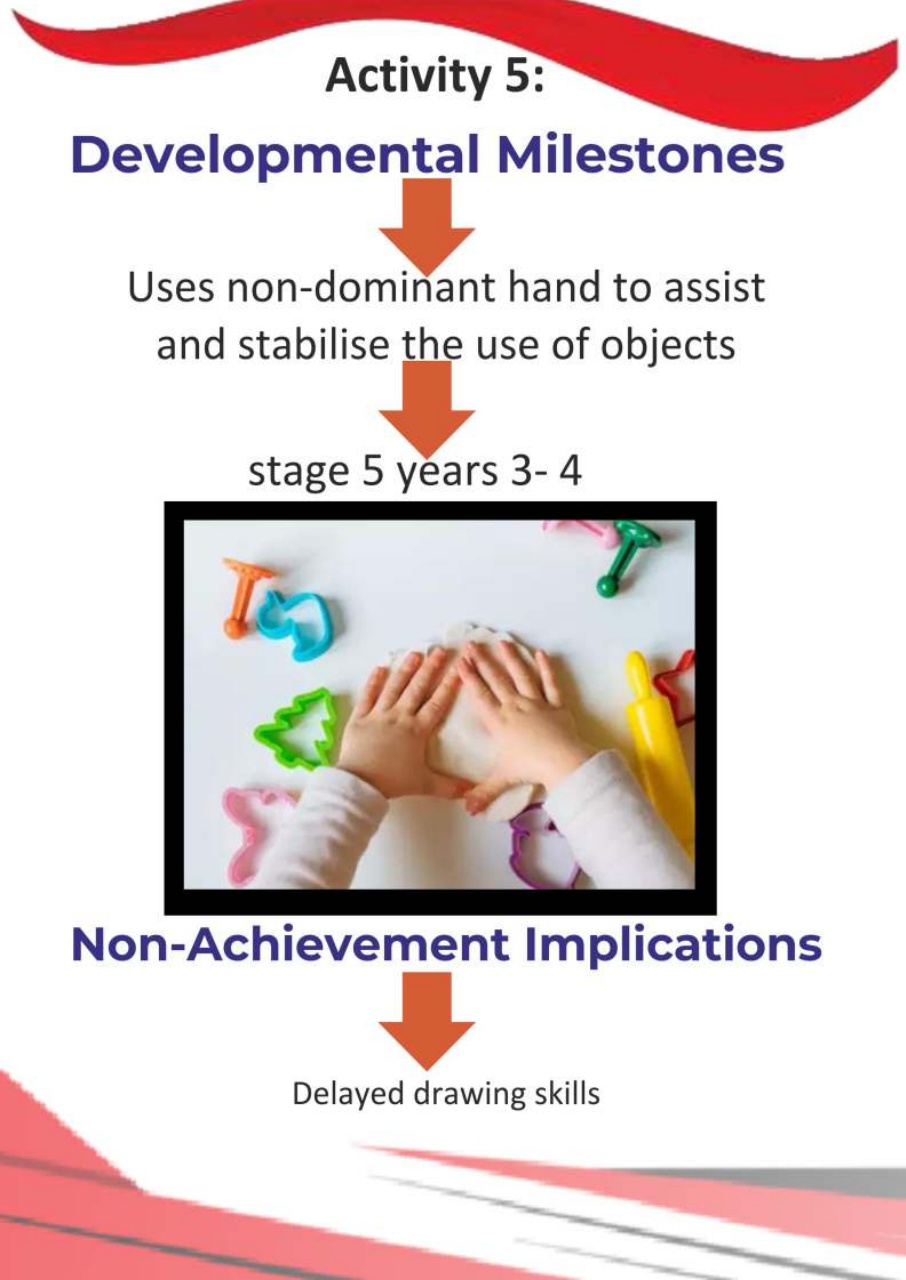 Activity 5:
Developmental Milestones
Uses non-dominant hand to assist
and stabilise the use of objects
stage 5 years 3- 4
Non-Achievement Implications
Delayed drawing skills